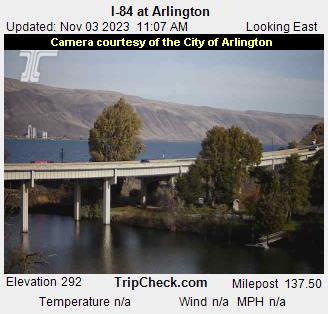 I-84 at Arlington
Updated: Nov 03 2023 11:07 AM Looking East
Camera courtesy of the City of Arlington
Elevation 292 TripCheck.com Milepost 137.50
Temperature n/a Wind n/a MPH n/a